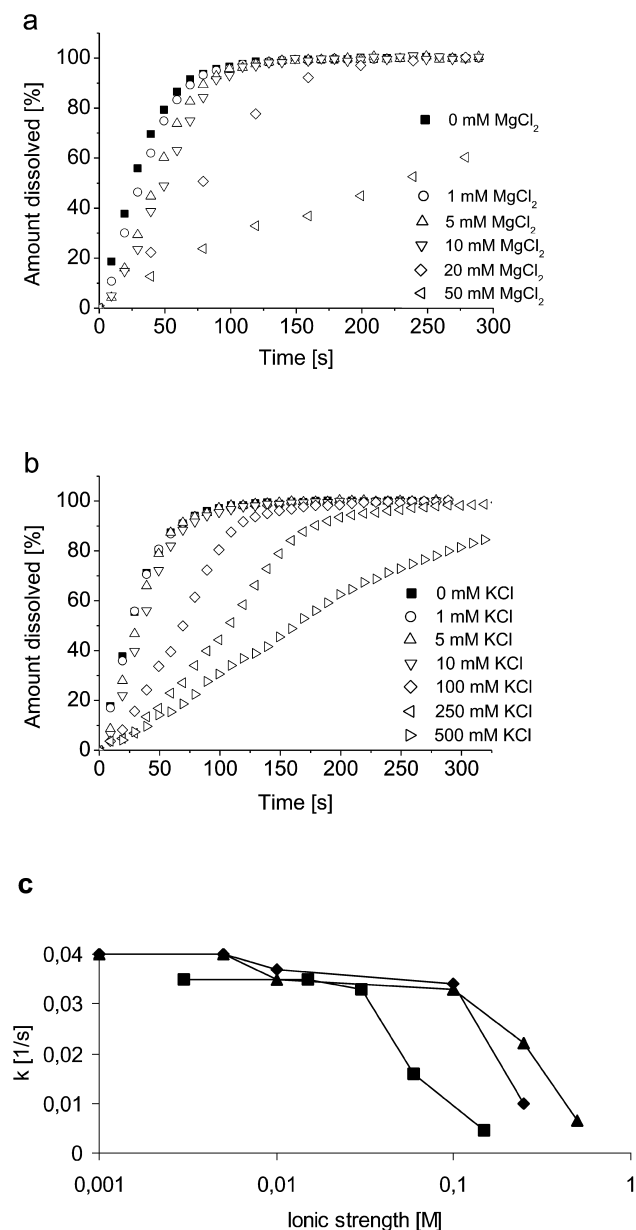 a
Amount dissolved [%]
100
80
60
40
20
0
0 mM MgCl₂
1 mM MgCl₂
5 mM MgCl₂
10 mM MgCl₂
20 mM MgCl₂
50 mM MgCl₂
0 50 100 150 200 250 300
Time [s]
b
Amount dissolved [%]
100
80
60
40
20
0
0 mM KCl
1 mM KCl
5 mM KCl
10 mM KCl
100 mM KCl
250 mM KCl
500 mM KCl
0 50 100 150 200 250 300
Time [s]
c
k [1/s]
0,04
0,03
0,02
0,01
0
0,001 0,01 0,1 1
Ionic strength [M]